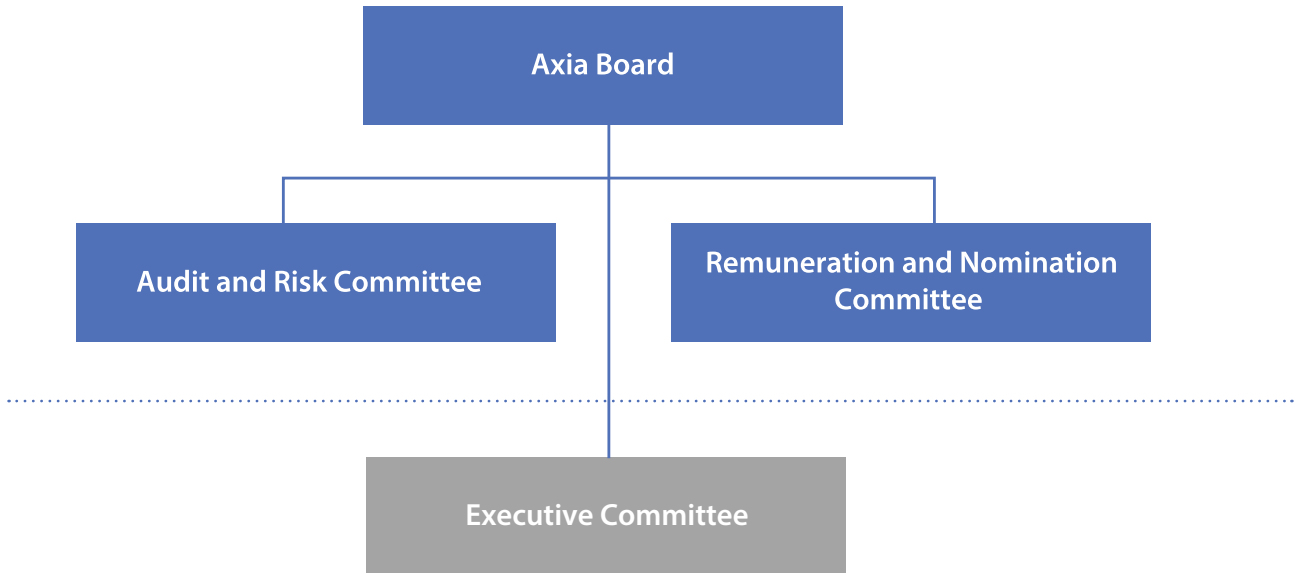 Axia Board
Audit and Risk Committee
Remuneration and Nomination
Committee
Executive Committee